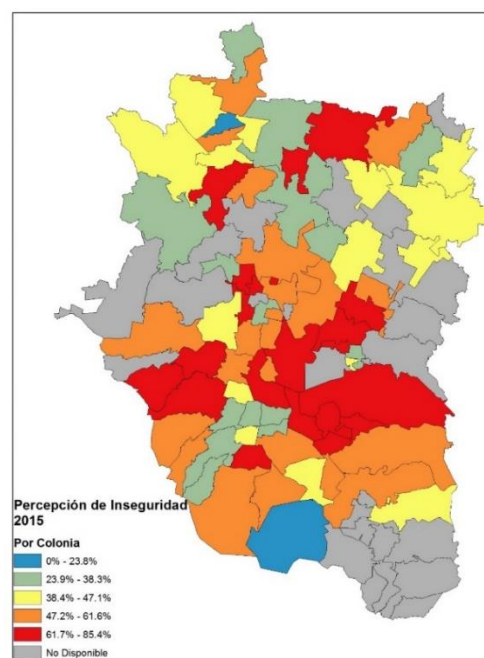 Percepción de Inseguridad
2015
Por Colonia
0% - 23.8%
23.9% - 38.3%
38.4% - 47.1%
47.2% - 61.6%
61.7% - 85.4%
No Disponible